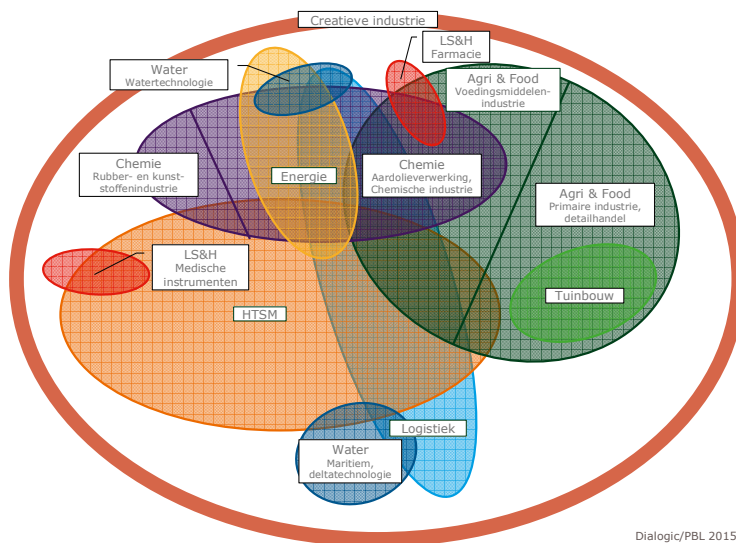 Creatieve industrie
LS&H
Farmacie
Water
Watertechnologie
Agri & Food
Voedingsmiddelen-
industrie
Chemie
Rubber- en kunst-
stoffenindustrie
Energie
Chemie
Aardolieverwerking,
Chemische industrie
Agri & Food
Primaire industrie,
detailhandel
LS&H
Medische
instrumenten
Tuinbouw
HTSM
Logistiek
Water
Maritiem,
deltatechnologie
Dialogic/PBL 2015